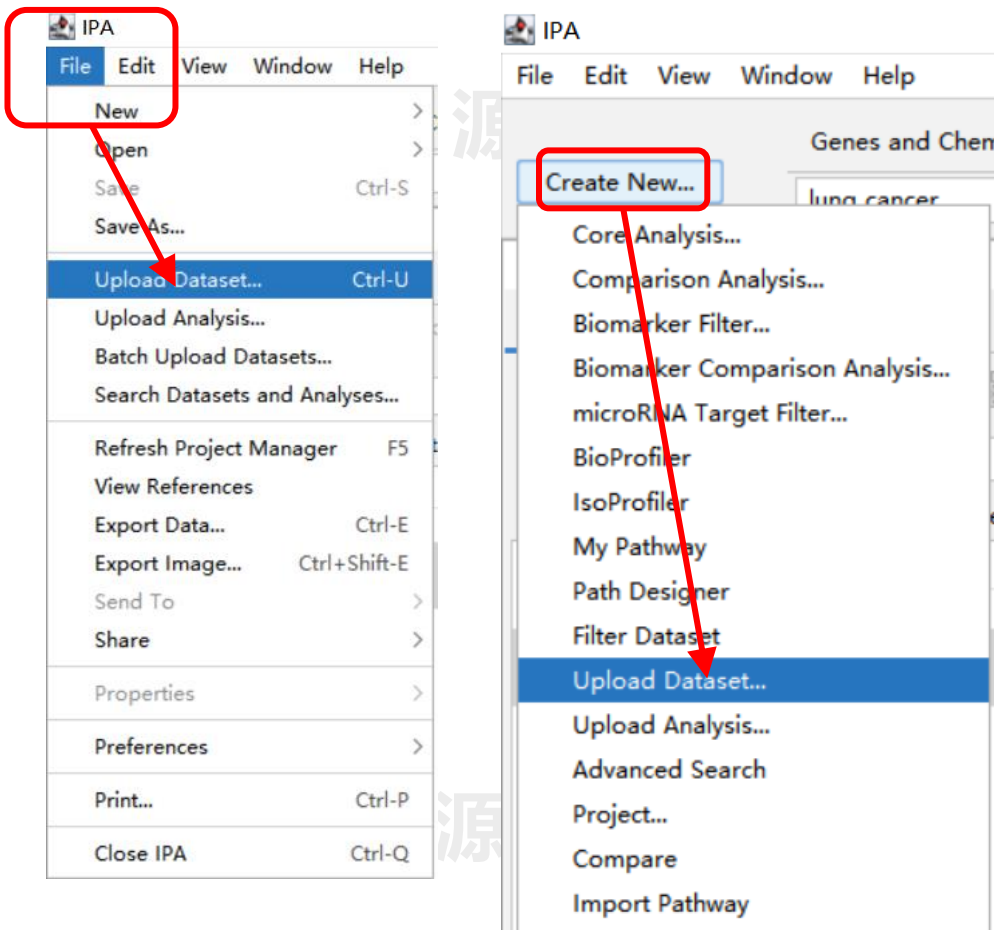 IPA
File Edit View Window Help
New
Open
Save Ctrl-S
Save As...
Upload Dataset... Ctrl-U
Upload Analysis...
Batch Upload Datasets...
Search Datasets and Analyses...
Refresh Project Manager F5
View References
Export Data... Ctrl-E
Export Image... Ctrl+Shift-E
Send To
Share
Properties
Preferences
Print... Ctrl-P
Close IPA Ctrl-Q
源
源
IPA
File Edit View Window Help
Genes and Chem
Create New...
lung cancer
Core Analysis...
Comparison Analysis...
Biomarker Filter...
Biomarker Comparison Analysis...
microRNA Target Filter...
BioProfiler
IsoProfiler
My Pathway
Path Designer
Filter Dataset
Upload Dataset...
Upload Analysis...
Advanced Search
Project...
Compare
Import Pathway